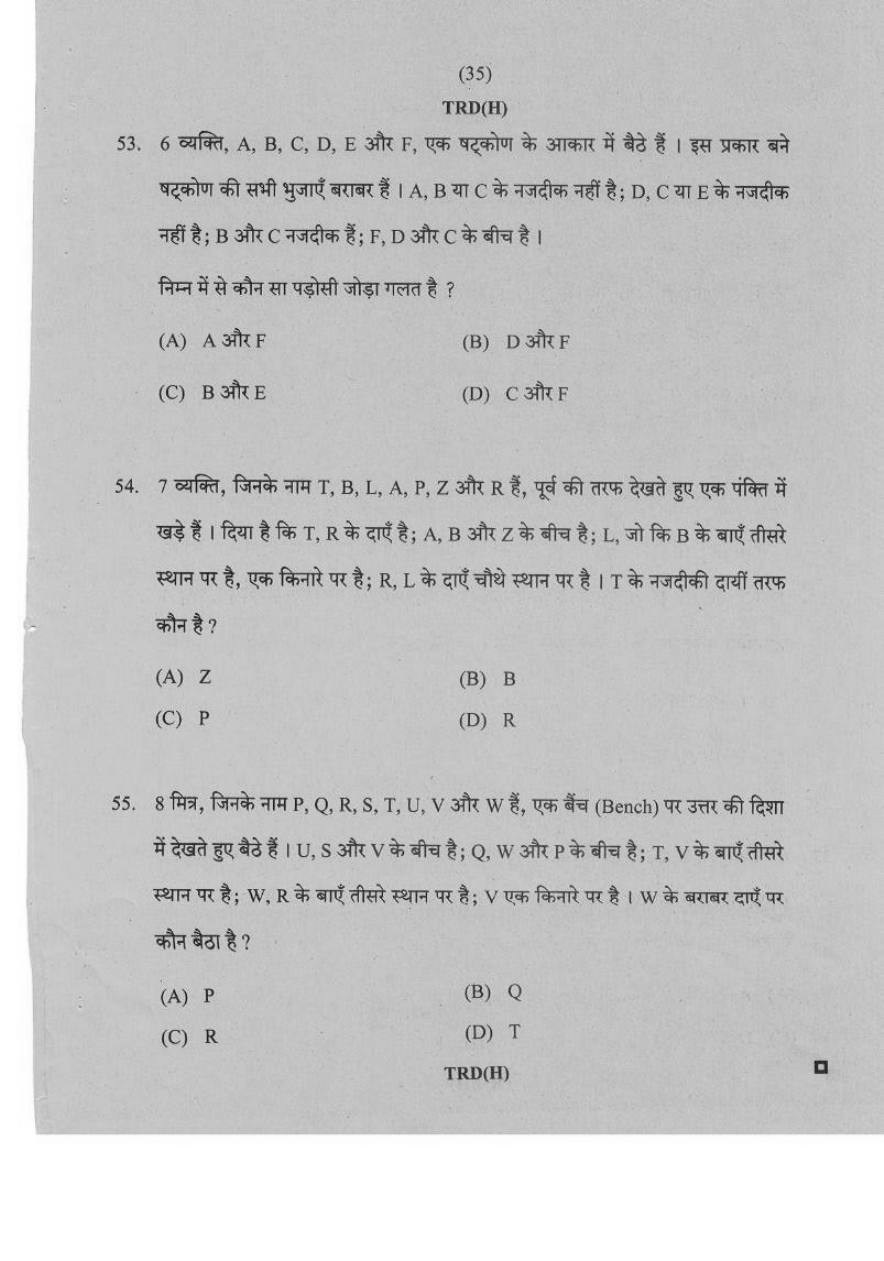 (35)
TRD(H)
53. 6 व्यक्ति, A, B, C, D, E और F, एक षट्कोण के आकार में बैठे हैं । इस प्रकार बने
षट्कोण की सभी भुजाएँ बराबर हैं । A, B या C के नजदीक नहीं है; D, C या E के नजदीक
नहीं है; B और C नजदीक हैं; F, D और C के बीच है ।
निम्न में से कौन सा पड़ोसी जोड़ा गलत है ?
(A) A और F (B) D और F
(C) B और E (D) C और F
54. 7 व्यक्ति, जिनके नाम T, B, L, A, P, Z और R हैं, पूर्व की तरफ देखते हुए एक पंक्ति में
खड़े हैं । दिया है कि T, R के दाएँ है; A, B और Z के बीच है; L, जो कि B के बाएँ तीसरे
स्थान पर है, एक किनारे पर है; R, L के दाएँ चौथे स्थान पर है । T के नजदीकी दायीं तरफ
कौन है ?
(A) Z (B) B
(C) P (D) R
55. 8 मित्र, जिनके नाम P, Q, R, S, T, U, V और W हैं, एक बैंच (Bench) पर उत्तर की दिशा
में देखते हुए बैठे हैं । U, S और V के बीच है; Q, W और P के बीच है; T, V के बाएँ तीसरे
स्थान पर है; W, R के बाएँ तीसरे स्थान पर है; V एक किनारे पर है । W के बराबर दाएँ पर
कौन बैठा है ?
(A) P (B) Q
(C) R (D) T
TRD(H)